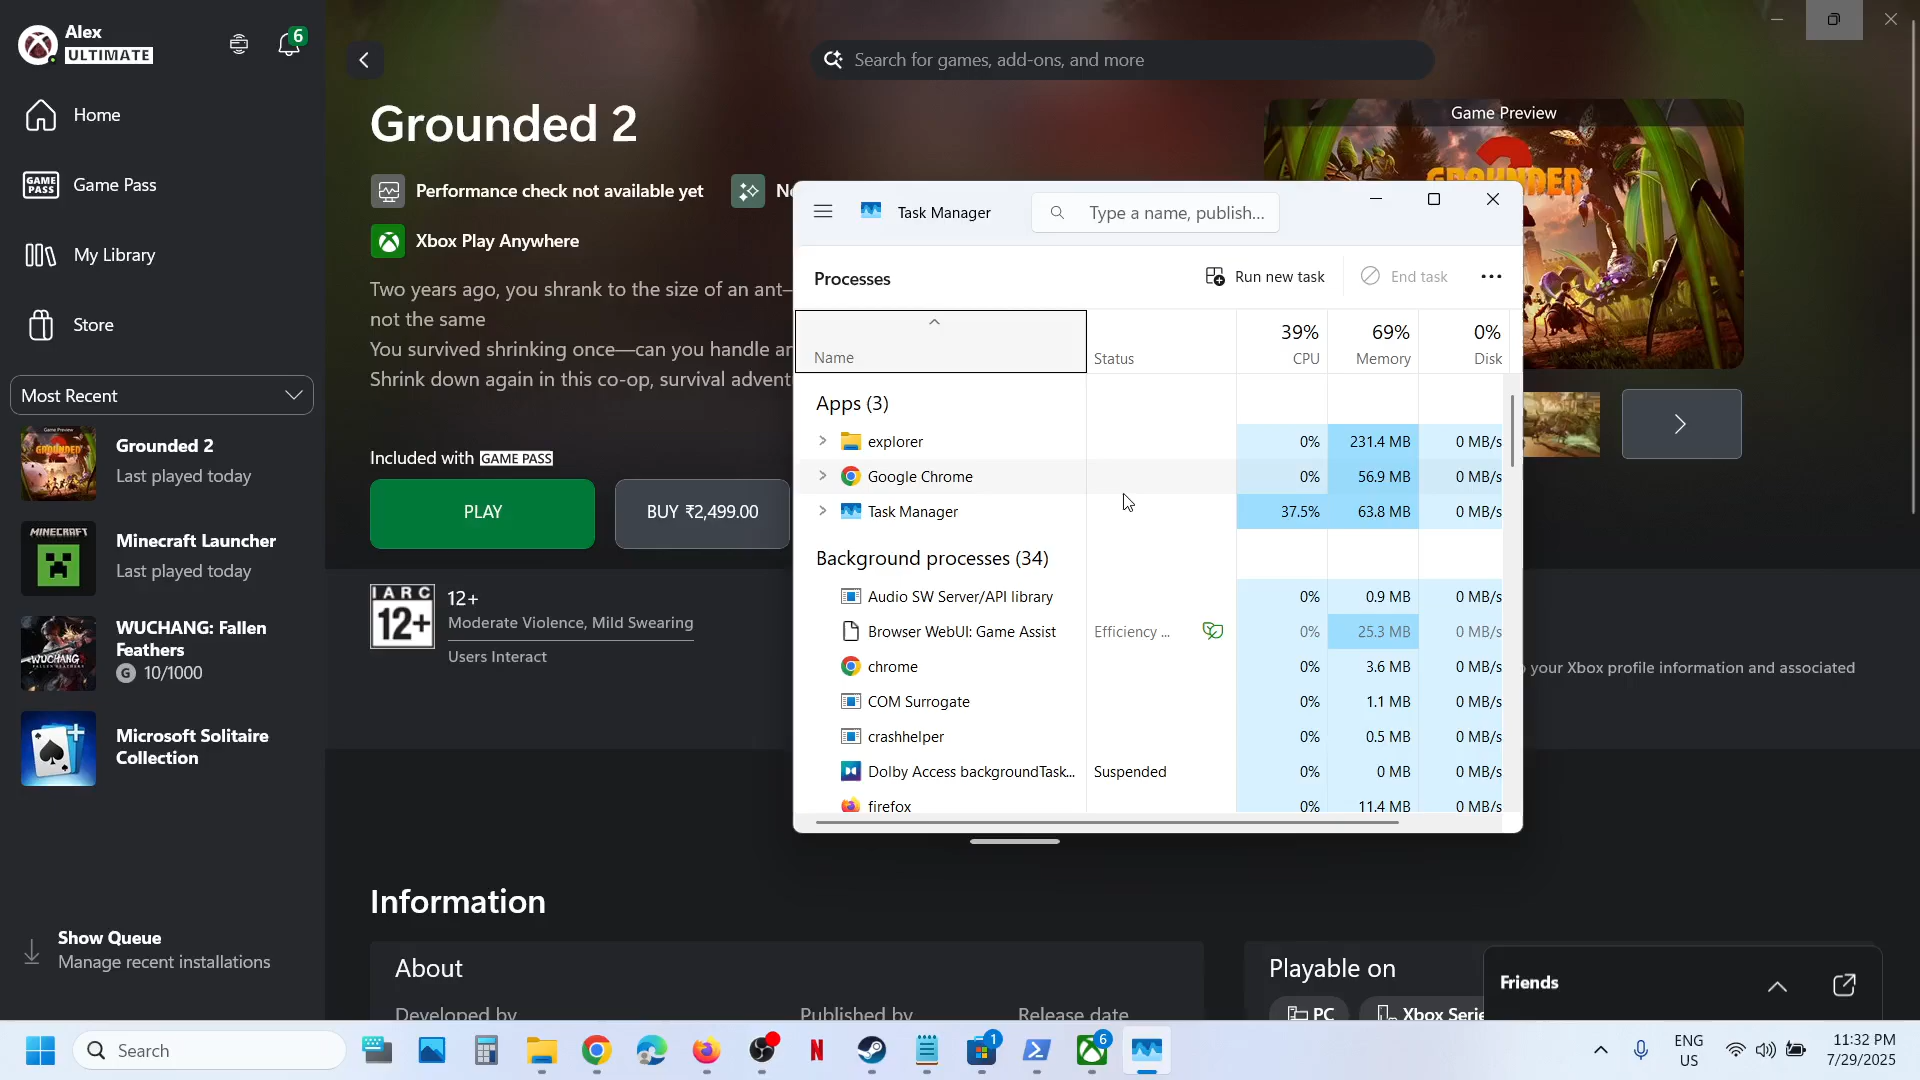 Alex
ULTIMATE
6
Home
GAME PASS
Game Pass
My Library
Store
Most Recent
Grounded 2
Last played today
MINECRAFT
Minecraft Launcher
Last played today
WUCHANG
WUCHANG: Fallen
Feathers
G 10/1000
Microsoft Solitaire
Collection
Show Queue
Manage recent installations
Search for games, add-ons, and more
Grounded 2
Performance check not available yet
Xbox Play Anywhere
Two years ago, you shrank to the size of an ant—
not the same
You survived shrinking once—can you handle
Shrink down again in this co-op, survival
Included with GAME PASS
PLAY
BUY ₹2,499.00
IARC
12+
12+
Moderate Violence, Mild Swearing
Users Interact
Game Preview
2
GROUNDED
your Xbox profile information and associated
Information
About
Developed by
Published by
Release date
Playable on
PC
Xbox
Friends
Task Manager
Type a name, publish...
Processes
Run new task
End task
Name
Status
39%
CPU
69%
Memory
0%
Disk
Apps (3)
explorer 0% 231.4 MB 0 MB/s
Google Chrome 0% 56.9 MB 0 MB/s
Task Manager 37.5% 63.8 MB 0 MB/s
Background processes (34)
Audio SW Server/API library 0% 0.9 MB 0 MB/s
Browser WebUI: Game Assist Efficiency ... 0% 25.3 MB 0 MB/s
chrome 0% 3.6 MB 0 MB/s
COM Surrogate 0% 1.1 MB 0 MB/s
crashhelper 0% 0.5 MB 0 MB/s
Dolby Access backgroundTask... Suspended 0% 0 MB 0 MB/s
firefox 0% 11.4 MB 0 MB/s
Search
N
1
6
ENG
US
11:32 PM
7/29/2025